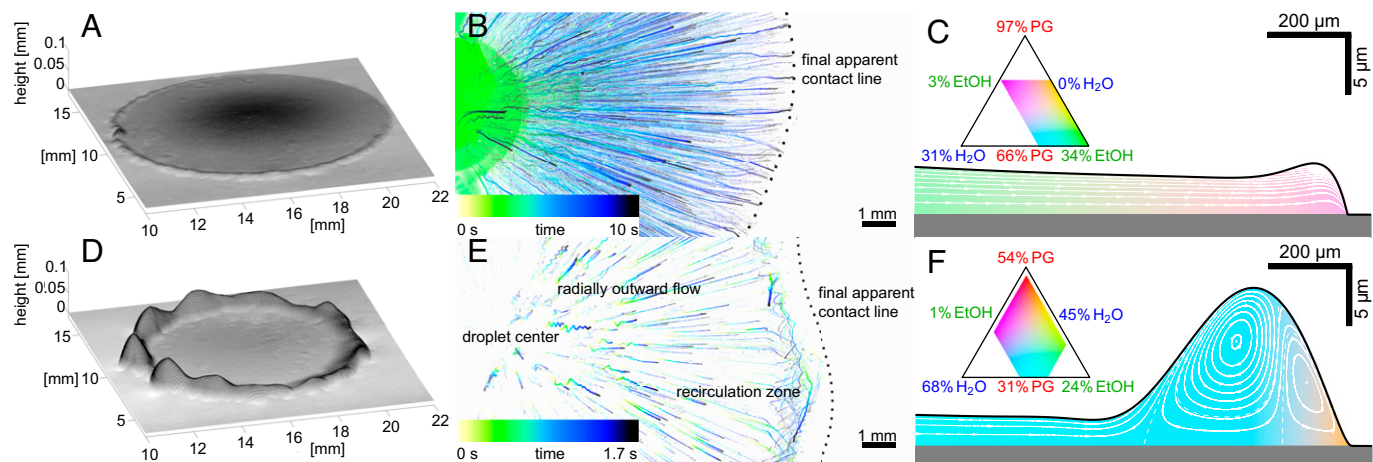 A
height [mm]
0.1
0.05
0
15
10
[mm]
5
10
12
14
16
18
20
22
[mm]
B
final apparent
contact line
0 s
time
10 s
1 mm
C
200 µm
5 µm
97% PG
3% EtOH
0% H₂O
31% H₂O
66% PG
34% EtOH
D
height [mm]
0.1
0.05
0
15
[mm]
10
5
10
12
14
16
18
20
22
[mm]
E
radially outward flow
final apparent
contact line
droplet center
recirculation zone
0 s
time
1.7 s
1 mm
F
200 µm
5 µm
54% PG
1% EtOH
45% H₂O
68% H₂O
31% PG
24% EtOH